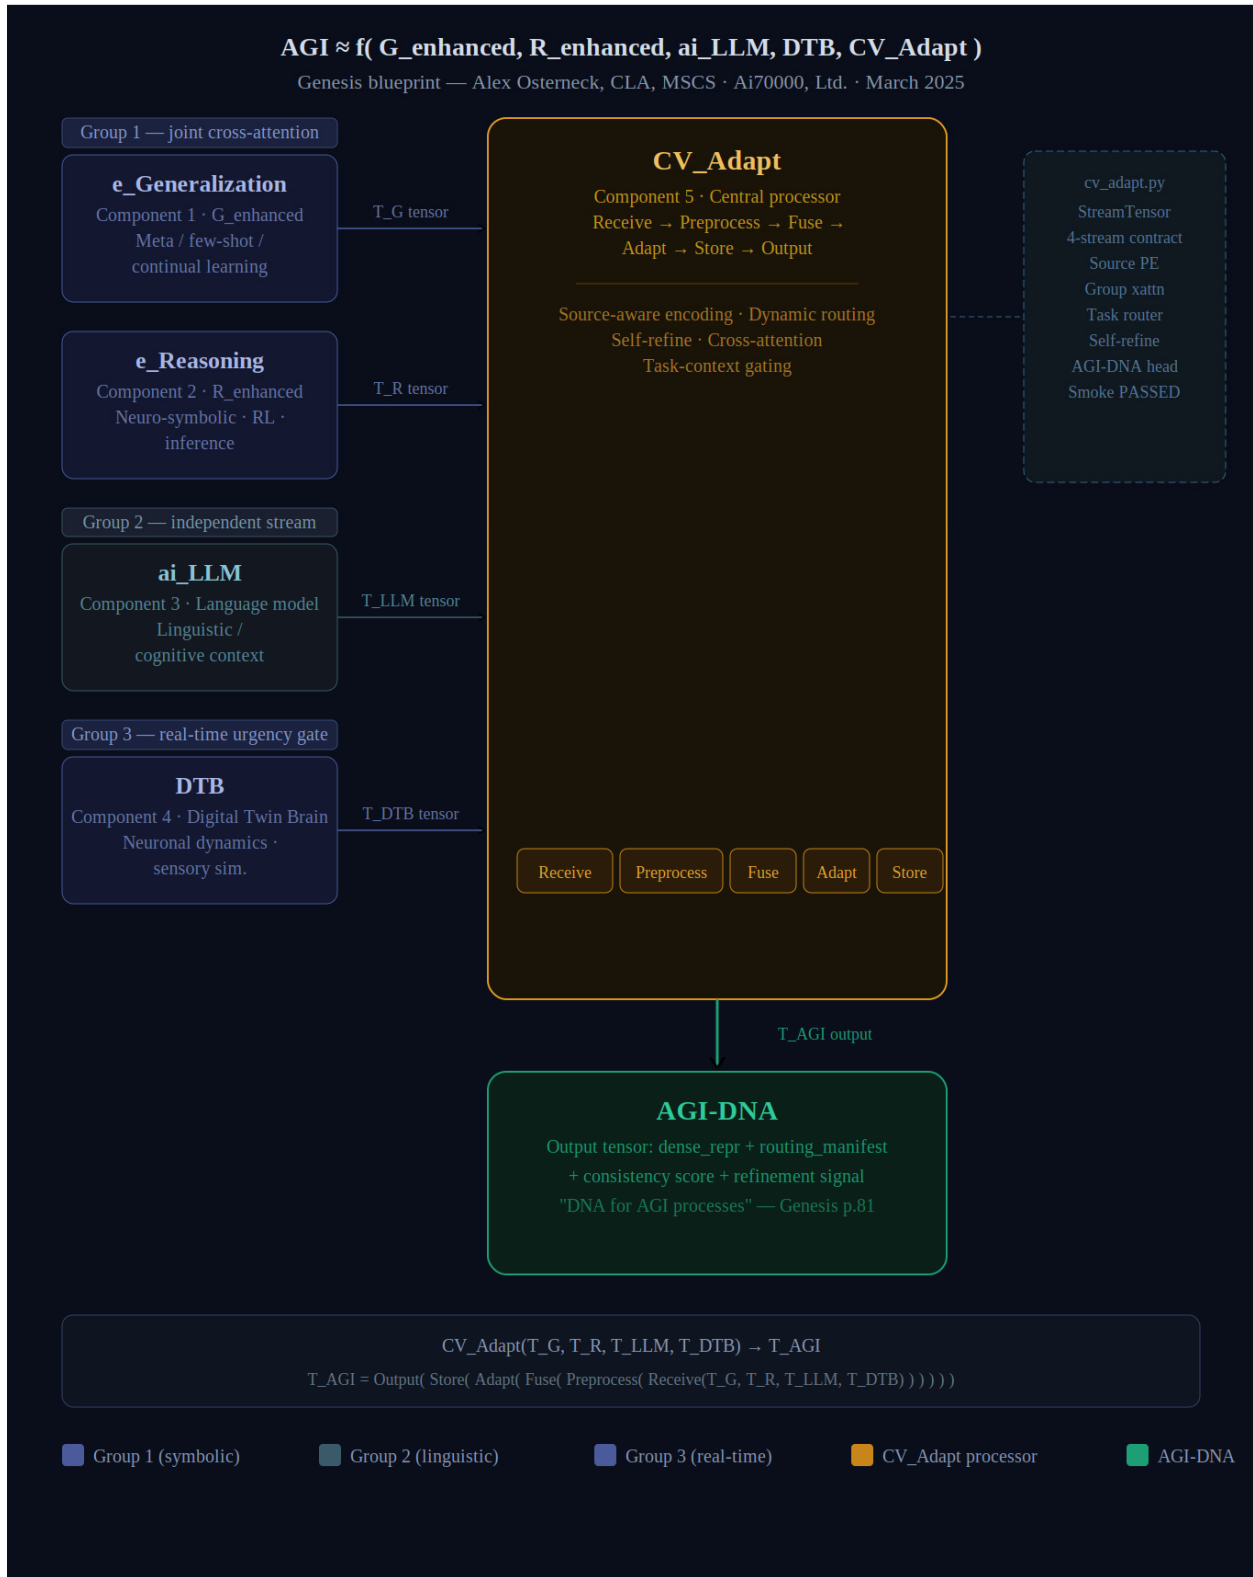 AGI ≈ f( G_enhanced, R_enhanced, ai_LLM, DTB, CV_Adapt )
Genesis blueprint — Alex Osterneck, CLA, MSCS · Ai70000, Ltd. · March 2025
Group 1 — joint cross-attention
e_Generalization
Component 1 · G_enhanced
Meta / few-shot /
continual learning
T_G tensor
e_Reasoning
Component 2 · R_enhanced
Neuro-symbolic · RL ·
inference
T_R tensor
Group 2 — independent stream
ai_LLM
Component 3 · Language model
Linguistic /
cognitive context
T_LLM tensor
Group 3 — real-time urgency gate
DTB
Component 4 · Digital Twin Brain
Neuronal dynamics ·
sensory sim.
T_DTB tensor
CV_Adapt
Component 5 · Central processor
Receive → Preprocess → Fuse →
Adapt → Store → Output
Source-aware encoding · Dynamic routing
Self-refine · Cross-attention
Task-context gating
Receive
Preprocess
Fuse
Adapt
Store
cv_adapt.py
StreamTensor
4-stream contract
Source PE
Group xattn
Task router
Self-refine
AGI-DNA head
Smoke PASSED
T_AGI output
AGI-DNA
Output tensor: dense_repr + routing_manifest
+ consistency score + refinement signal
"DNA for AGI processes" — Genesis p.81
CV_Adapt(T_G, T_R, T_LLM, T_DTB) → T_AGI
T_AGI = Output( Store( Adapt( Fuse( Preprocess( Receive(T_G, T_R, T_LLM, T_DTB) ) ) ) ) )
Group 1 (symbolic)
Group 2 (linguistic)
Group 3 (real-time)
CV_Adapt processor
AGI-DNA